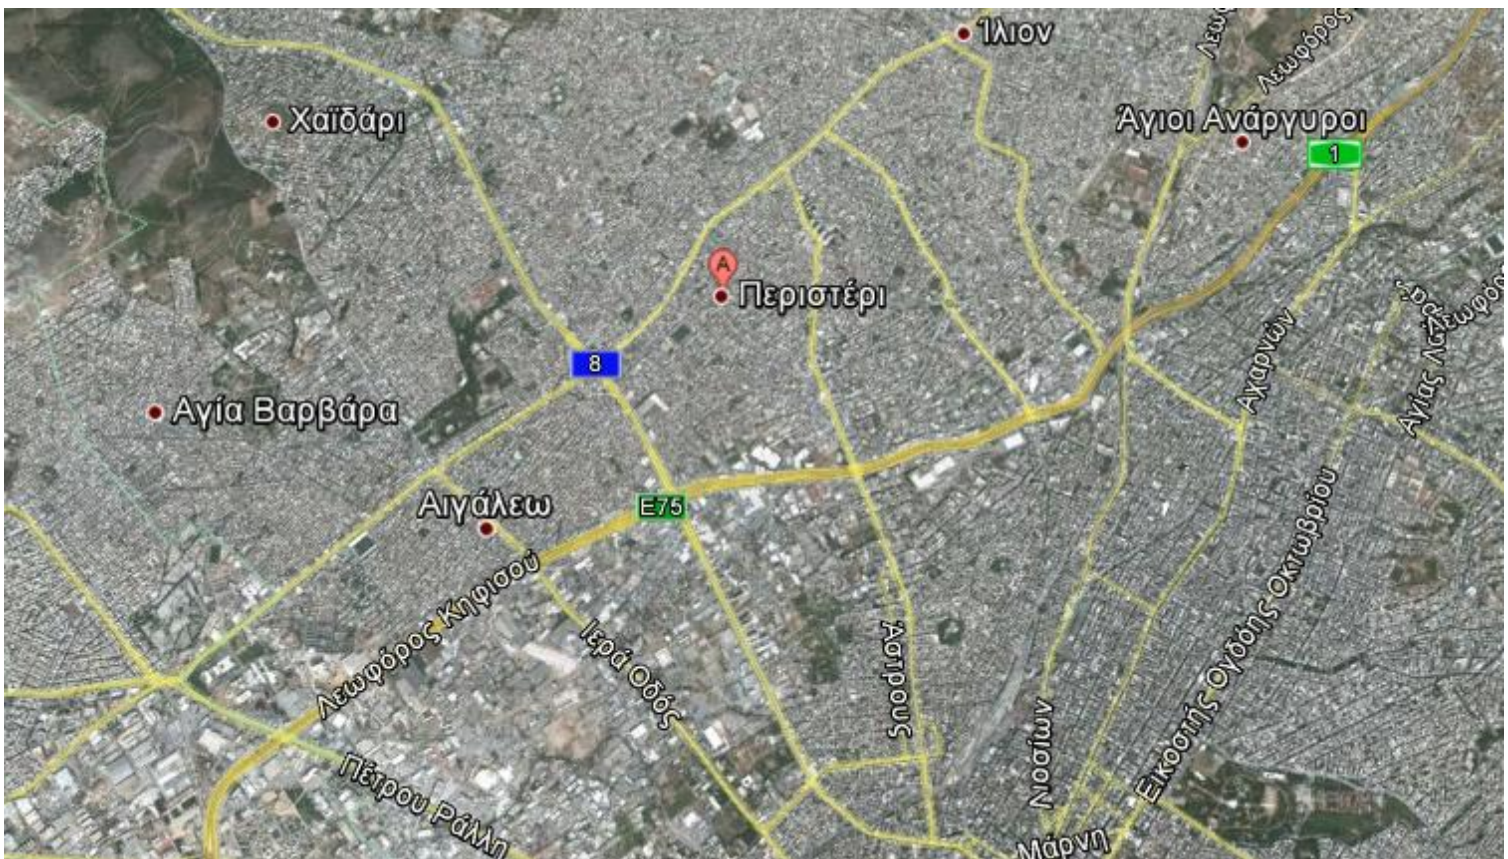 Ίλιον
Λεωφόρος
Χαϊδάρι
Άγιοι Ανάργυροι
1
A
Περιστέρι
8
Αχαρνών
Αγία Βαρβάρα
Αιγάλεω
E75
Λεωφόρος Κηφισού
Εικοστής Ογδόης Οκτωβρίου
Ιερά Οδός
Άστρους
Νοσίων
Πέτρου Ράλλη
Μάρνη